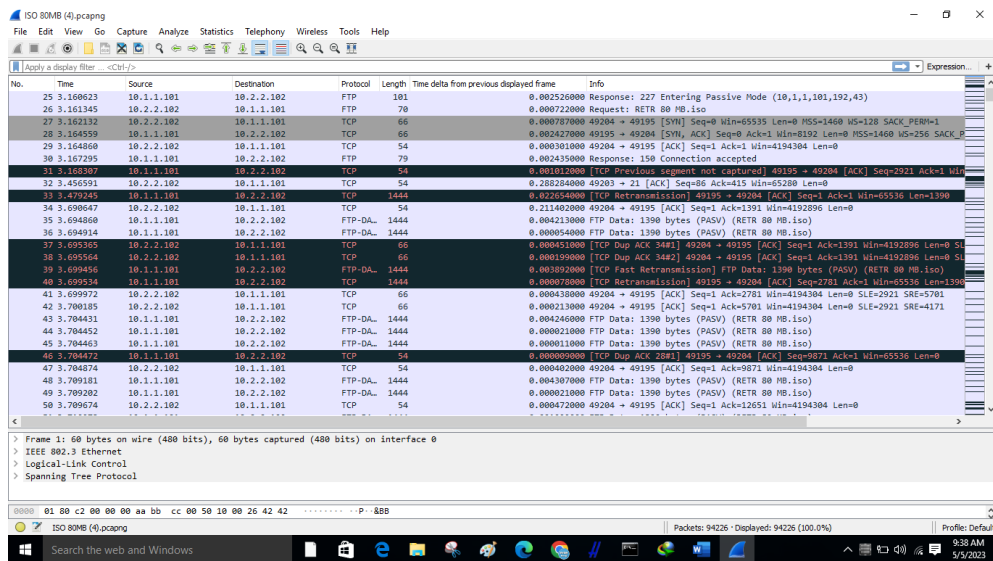 ISO 80MB (4).pcapng
File Edit View Go Capture Analyze Statistics Telephony Wireless Tools Help
Apply a display filter ... <Ctrl-/> Expression... +
No. Time Source Destination Protocol Length Time delta from previous displayed frame Info
25 3.160623 10.1.1.101 10.2.2.102 FTP 101 0.002526000 Response: 227 Entering Passive Mode (10,1,1,101,192,43)
26 3.161345 10.2.2.102 10.1.1.101 FTP 70 0.000722000 Request: RETR 80 MB.iso
27 3.162132 10.2.2.102 10.1.1.101 TCP 66 0.000787000 49204 → 49195 [SYN] Seq=0 Win=65535 Len=0 MSS=1460 WS=128 SACK_PERM=1
28 3.164559 10.1.1.101 10.2.2.102 TCP 66 0.002427000 49195 → 49204 [SYN, ACK] Seq=0 Ack=1 Win=8192 Len=0 MSS=1460 WS=256 SACK_P
29 3.164860 10.2.2.102 10.1.1.101 TCP 54 0.000301000 49204 → 49195 [ACK] Seq=1 Ack=1 Win=4194304 Len=0
30 3.167295 10.1.1.101 10.2.2.102 FTP 79 0.002435000 Response: 150 Connection accepted
31 3.168307 10.1.1.101 10.2.2.102 TCP 54 0.001012000 [TCP Previous segment not captured] 49195 → 49204 [ACK] Seq=2921 Ack=1 Win
32 3.456591 10.2.2.102 10.1.1.101 TCP 54 0.288284000 49203 → 21 [ACK] Seq=86 Ack=415 Win=65280 Len=0
33 3.479245 10.1.1.101 10.2.2.102 TCP 1444 0.022654000 [TCP Retransmission] 49195 → 49204 [ACK] Seq=1 Ack=1 Win=65536 Len=1390
34 3.690647 10.2.2.102 10.1.1.101 TCP 54 0.211402000 49204 → 49195 [ACK] Seq=1 Ack=1391 Win=4192896 Len=0
35 3.694860 10.1.1.101 10.2.2.102 FTP-DA… 1444 0.004213000 FTP Data: 1390 bytes (PASV) (RETR 80 MB.iso)
36 3.694914 10.1.1.101 10.2.2.102 FTP-DA… 1444 0.000054000 FTP Data: 1390 bytes (PASV) (RETR 80 MB.iso)
37 3.695365 10.2.2.102 10.1.1.101 TCP 66 0.000451000 [TCP Dup ACK 34#1] 49204 → 49195 [ACK] Seq=1 Ack=1391 Win=4192896 Len=0 SL
38 3.695564 10.2.2.102 10.1.1.101 TCP 66 0.000199000 [TCP Dup ACK 34#2] 49204 → 49195 [ACK] Seq=1 Ack=1391 Win=4192896 Len=0 SL
39 3.699456 10.1.1.101 10.2.2.102 FTP-DA… 1444 0.003892000 [TCP Fast Retransmission] FTP Data: 1390 bytes (PASV) (RETR 80 MB.iso)
40 3.699534 10.1.1.101 10.2.2.102 TCP 1444 0.000078000 [TCP Retransmission] 49195 → 49204 [ACK] Seq=2781 Ack=1 Win=65536 Len=1390
41 3.699972 10.2.2.102 10.1.1.101 TCP 66 0.000438000 49204 → 49195 [ACK] Seq=1 Ack=2781 Win=4194304 Len=0 SLE=2921 SRE=5701
42 3.700185 10.2.2.102 10.1.1.101 TCP 66 0.000213000 49204 → 49195 [ACK] Seq=1 Ack=5701 Win=4194304 Len=0 SLE=2921 SRE=4171
43 3.704431 10.1.1.101 10.2.2.102 FTP-DA… 1444 0.004246000 FTP Data: 1390 bytes (PASV) (RETR 80 MB.iso)
44 3.704452 10.1.1.101 10.2.2.102 FTP-DA… 1444 0.000021000 FTP Data: 1390 bytes (PASV) (RETR 80 MB.iso)
45 3.704463 10.1.1.101 10.2.2.102 FTP-DA… 1444 0.000011000 FTP Data: 1390 bytes (PASV) (RETR 80 MB.iso)
46 3.704472 10.1.1.101 10.2.2.102 TCP 54 0.000009000 [TCP Dup ACK 28#1] 49195 → 49204 [ACK] Seq=9871 Ack=1 Win=65536 Len=0
47 3.704874 10.2.2.102 10.1.1.101 TCP 54 0.000402000 49204 → 49195 [ACK] Seq=1 Ack=9871 Win=4194304 Len=0
48 3.709181 10.1.1.101 10.2.2.102 FTP-DA… 1444 0.004307000 FTP Data: 1390 bytes (PASV) (RETR 80 MB.iso)
49 3.709202 10.1.1.101 10.2.2.102 FTP-DA… 1444 0.000021000 FTP Data: 1390 bytes (PASV) (RETR 80 MB.iso)
50 3.709674 10.2.2.102 10.1.1.101 TCP 54 0.000472000 49204 → 49195 [ACK] Seq=1 Ack=12651 Win=4194304 Len=0
> Frame 1: 60 bytes on wire (480 bits), 60 bytes captured (480 bits) on interface 0
> IEEE 802.3 Ethernet
> Logical-Link Control
> Spanning Tree Protocol
0000 01 80 c2 00 00 00 aa bb cc 00 50 10 00 26 42 42 ········ ··P··&BB
ISO 80MB (4).pcapng Packets: 94226 · Displayed: 94226 (100.0%) Profile: Defaul
Search the web and Windows
9:38 AM
5/5/2023